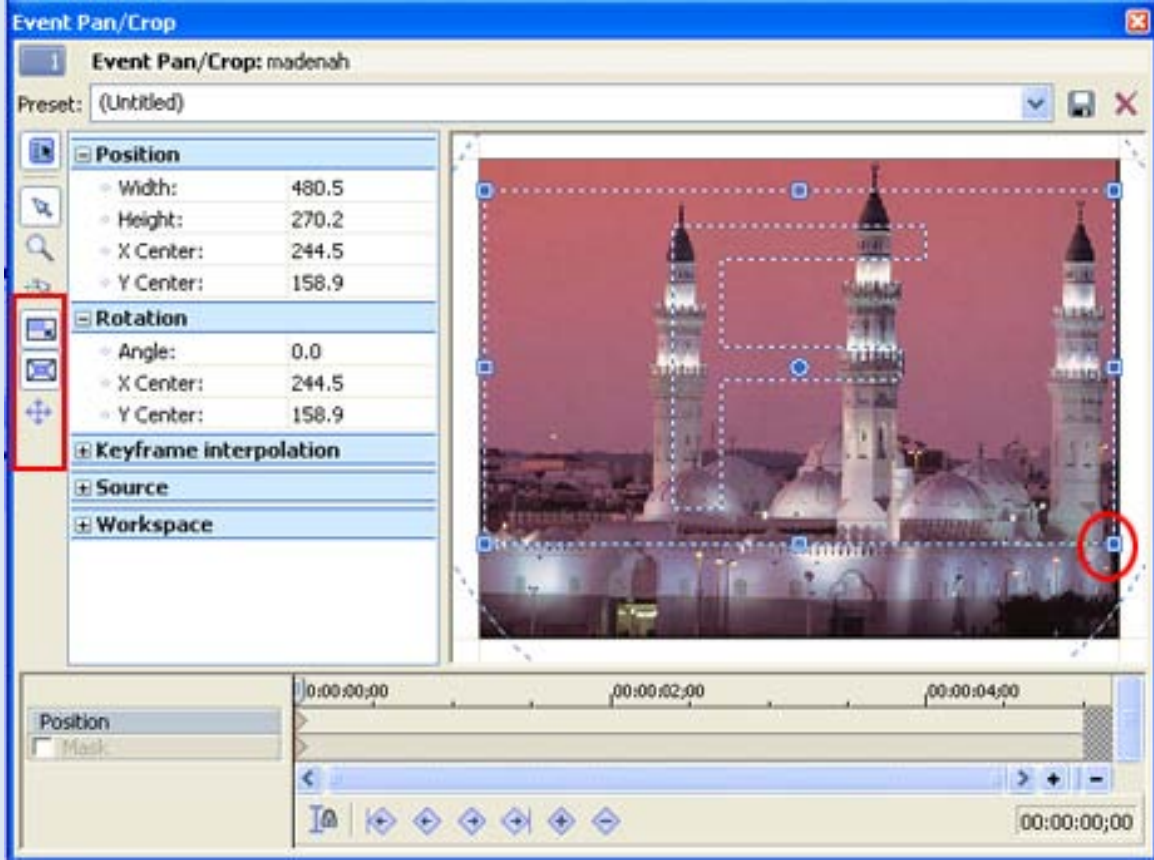 Event Pan/Crop
1 Event Pan/Crop: madenah
Preset: (Untitled)
Position
Width: 480.5
Height: 270.2
X Center: 244.5
Y Center: 158.9
Rotation
Angle: 0.0
X Center: 244.5
Y Center: 158.9
Keyframe interpolation
Source
Workspace
0:00:00;00 00:00:02;00 00:00:04;00
Position
Mask
00:00:00;00